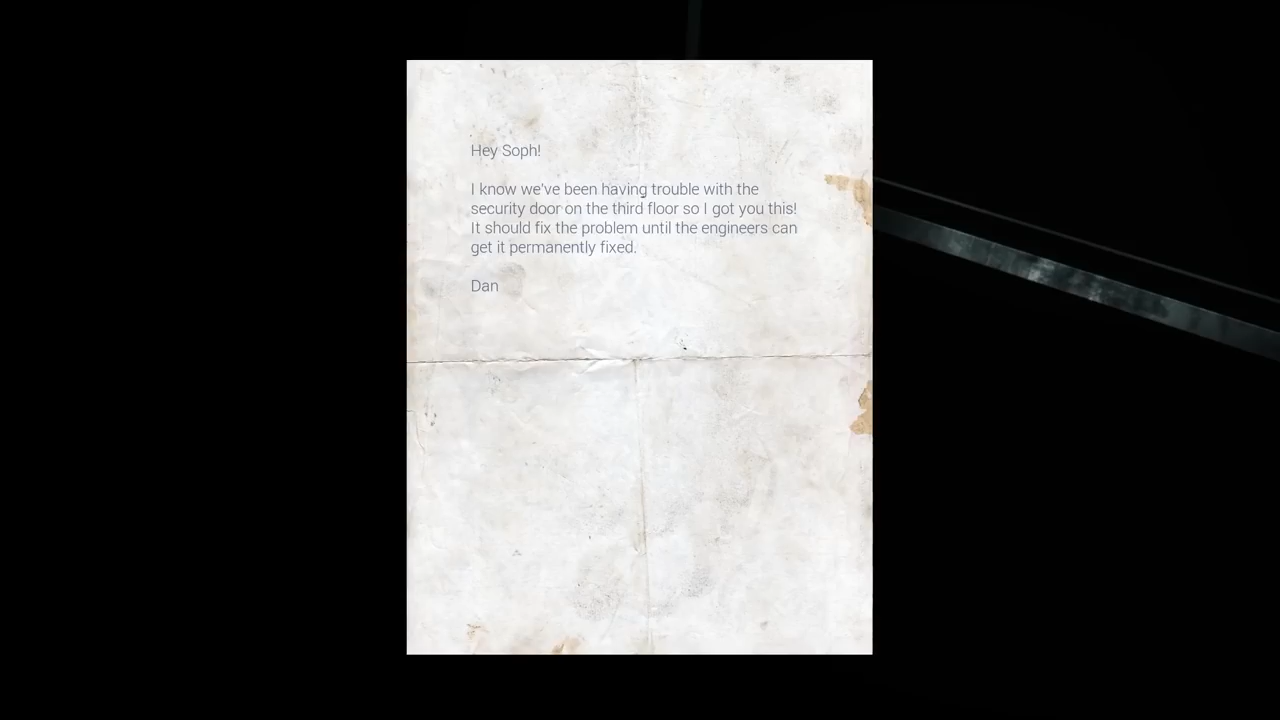 Hey Soph!
I know we've been having trouble with the
security door on the third floor so I got you this!
It should fix the problem until the engineers can
get it permanently fixed.
Dan